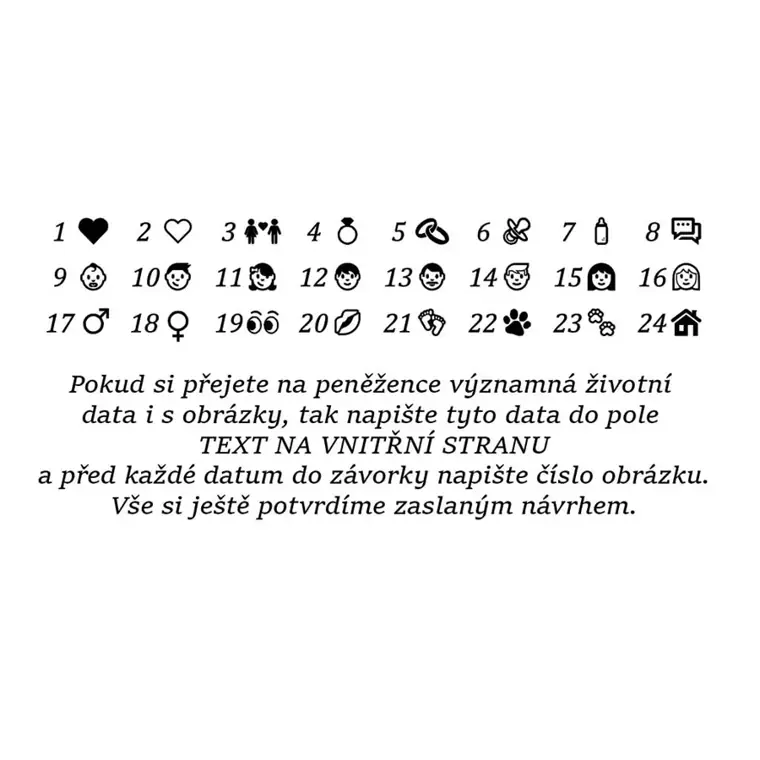 1 2 3 4 5 6 7 8
9 10 11 12 13 14 15 16
17 18 19 20 21 22 23 24
Pokud si přejete na peněžence významná životní
data i s obrázky, tak napište tyto data do pole
TEXT NA VNITŘNÍ STRANU
a před každé datum do závorky napište číslo obrázku.
Vše si ještě potvrdíme zaslaným návrhem.